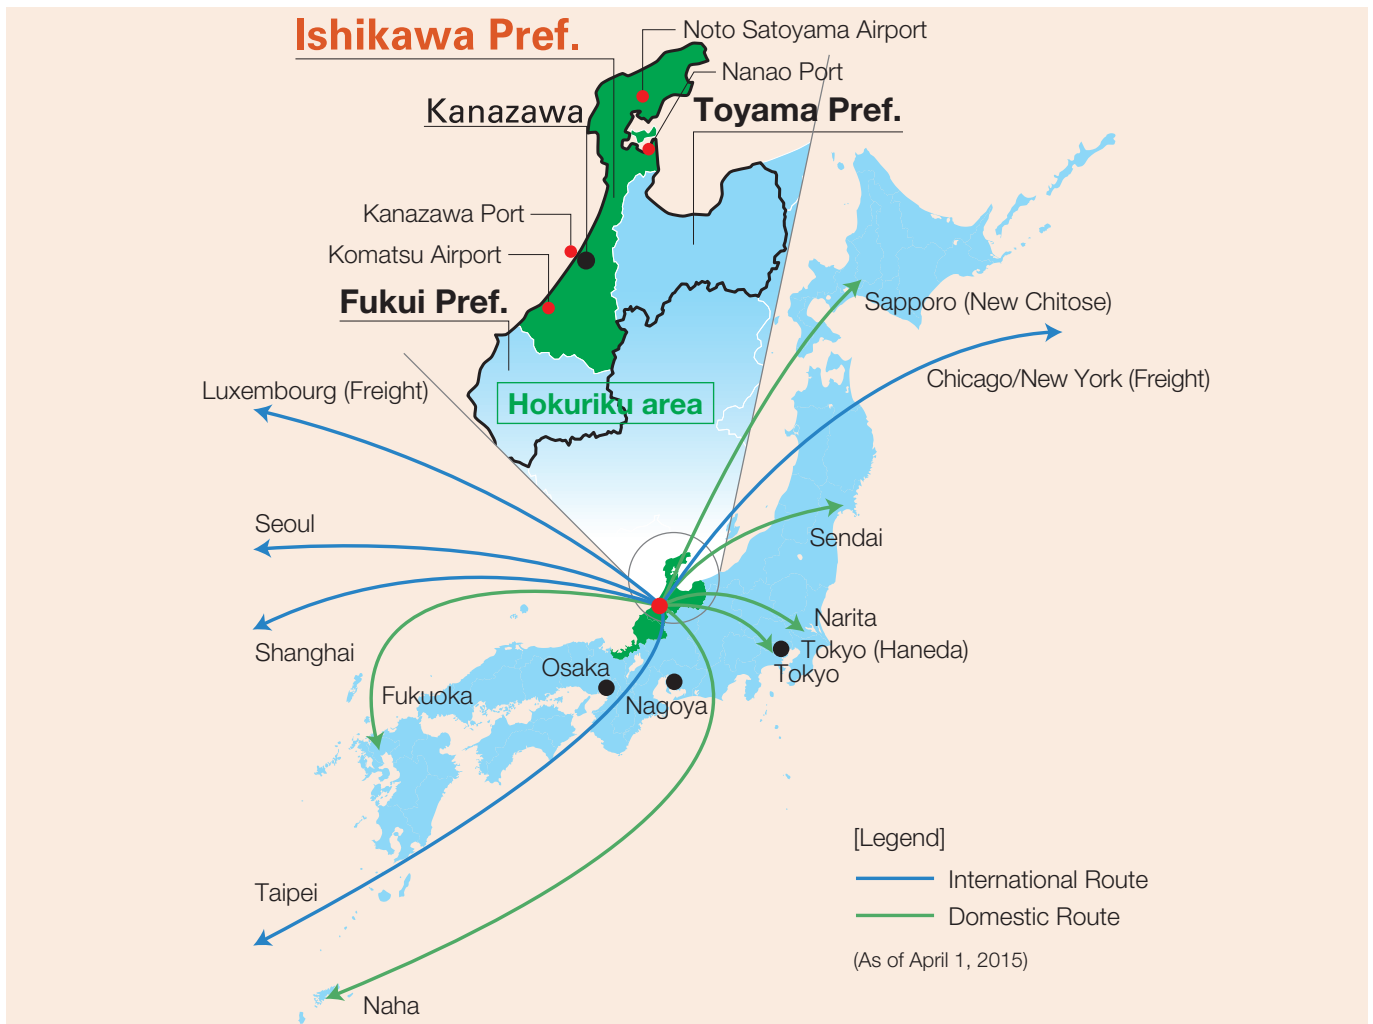 Ishikawa Pref.
Noto Satoyama Airport
Nanao Port
Kanazawa
Toyama Pref.
Kanazawa Port
Komatsu Airport
Fukui Pref.
Sapporo (New Chitose)
Chicago/New York (Freight)
Luxembourg (Freight)
Hokuriku area
Seoul
Sendai
Shanghai
Narita
Tokyo (Haneda)
Tokyo
Osaka
Fukuoka
Nagoya
[Legend]
International Route
Domestic Route
(As of April 1, 2015)
Taipei
Naha